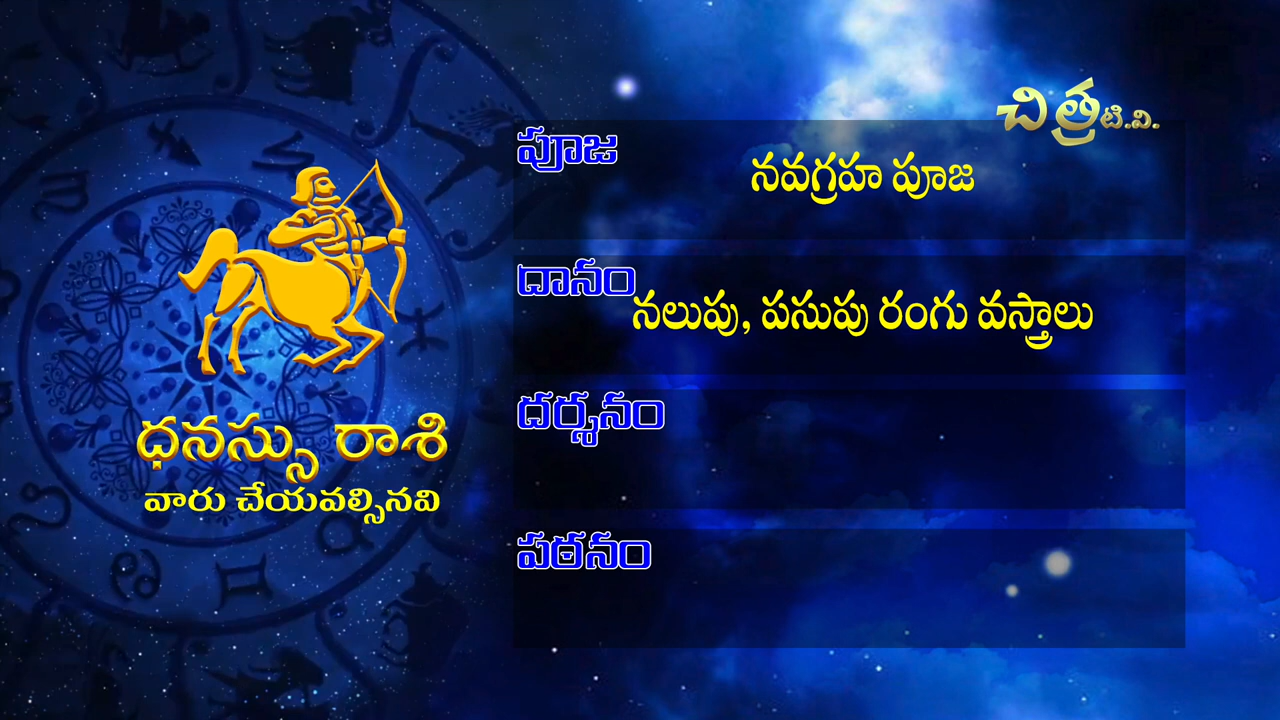 చిత్ర టి.వి.
పూజ
నవగ్రహ పూజ
దానం
నలుపు, పసుపు రంగు వస్త్రాలు
దర్శనం
పఠనం
ధనస్సు రాశి
వారు చేయవల్సినవి